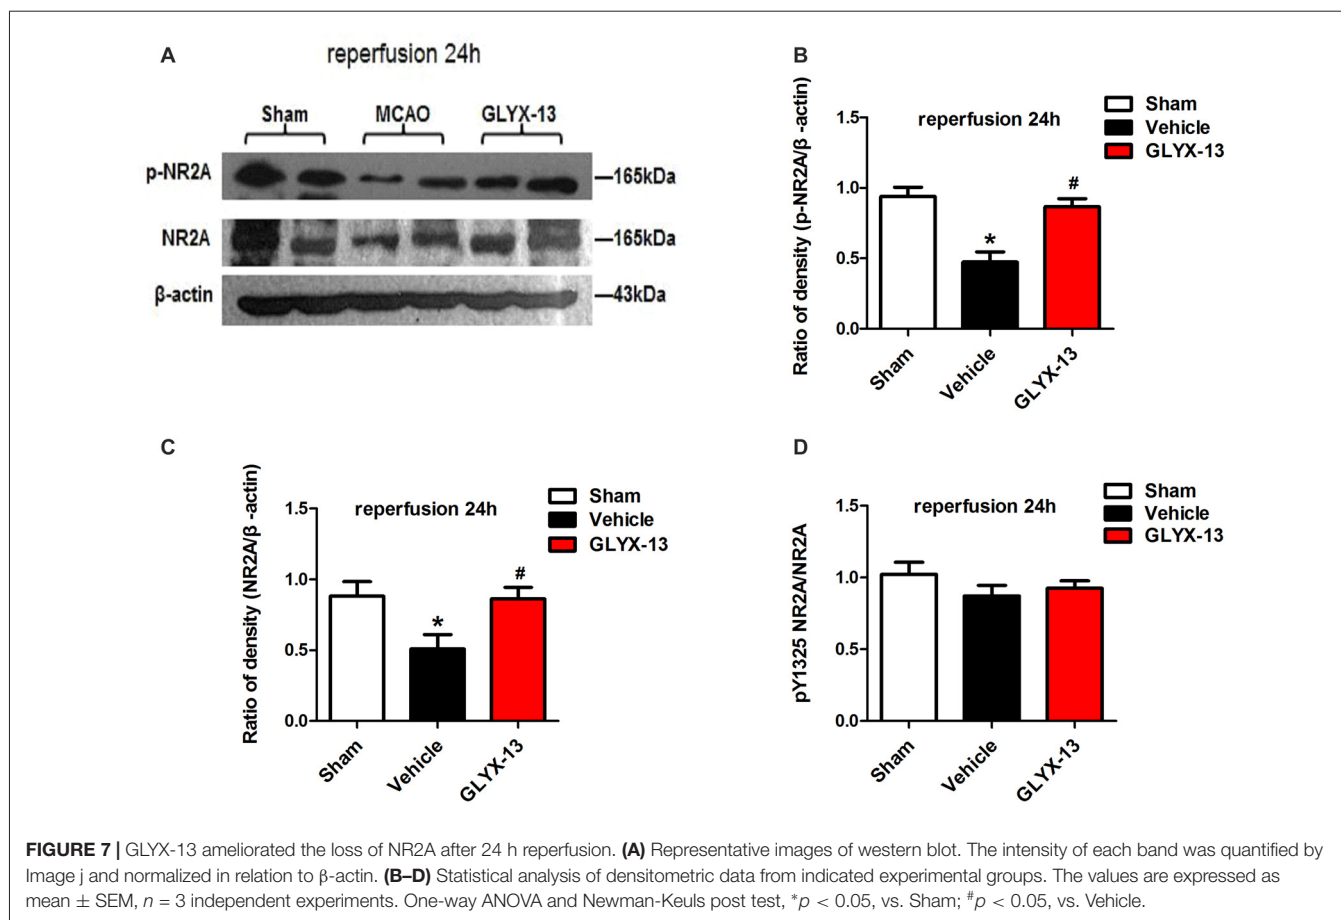 A
reperfusion 24h
Sham MCAO GLYX-13
p-NR2A —165kDa
NR2A —165kDa
β-actin —43kDa
B
Sham
Vehicle
GLYX-13
reperfusion 24h
Ratio of density (p-NR2A/β -actin)
1.5
1.0
0.5
0.0
*
#
Sham
Vehicle
GLYX-13
C
Sham
Vehicle
GLYX-13
reperfusion 24h
Ratio of density (NR2A/β -actin)
1.5
1.0
0.5
0.0
*
#
Sham
Vehicle
GLYX-13
D
Sham
Vehicle
GLYX-13
reperfusion 24h
pY1325 NR2A/NR2A
1.5
1.0
0.5
0.0
Sham
Vehicle
GLYX-13
FIGURE 7 | GLYX-13 ameliorated the loss of NR2A after 24 h reperfusion. (A) Representative images of western blot. The intensity of each band was quantified by
Image j and normalized in relation to β-actin. (B–D) Statistical analysis of densitometric data from indicated experimental groups. The values are expressed as
mean ± SEM, n = 3 independent experiments. One-way ANOVA and Newman-Keuls post test, *p < 0.05, vs. Sham; #p < 0.05, vs. Vehicle.